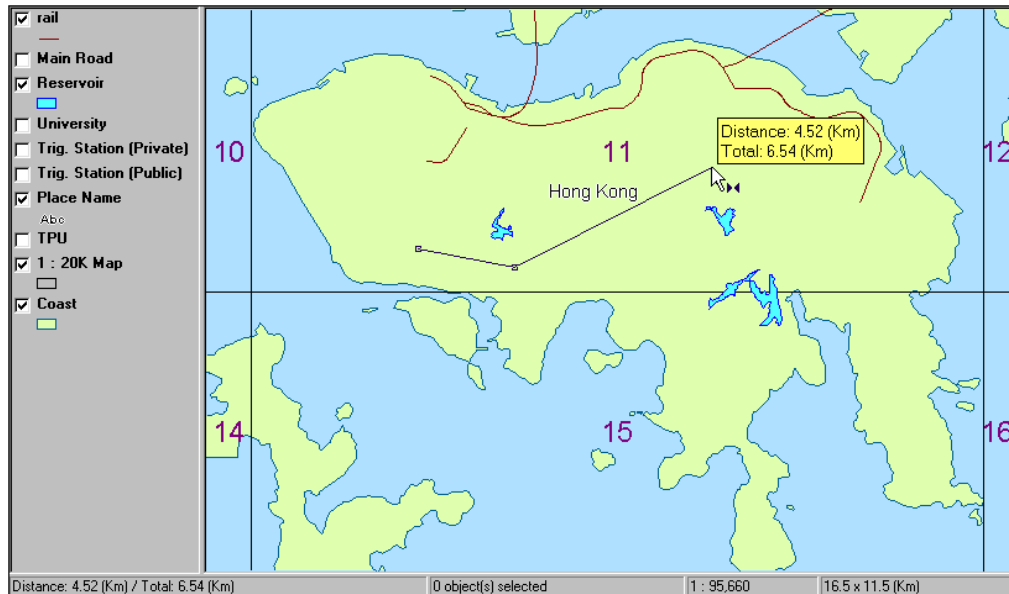 rail
Main Road
Reservoir
University
Trig. Station (Private)
Trig. Station (Public)
Place Name
Abc
TPU
1 : 20K Map
Coast
10
11
12
Distance: 4.52 (Km)
Total: 6.54 (Km)
Hong Kong
14
15
16
Distance: 4.52 (Km) / Total: 6.54 (Km)
0 object(s) selected
1 : 95,660
16.5 x 11.5 (Km)